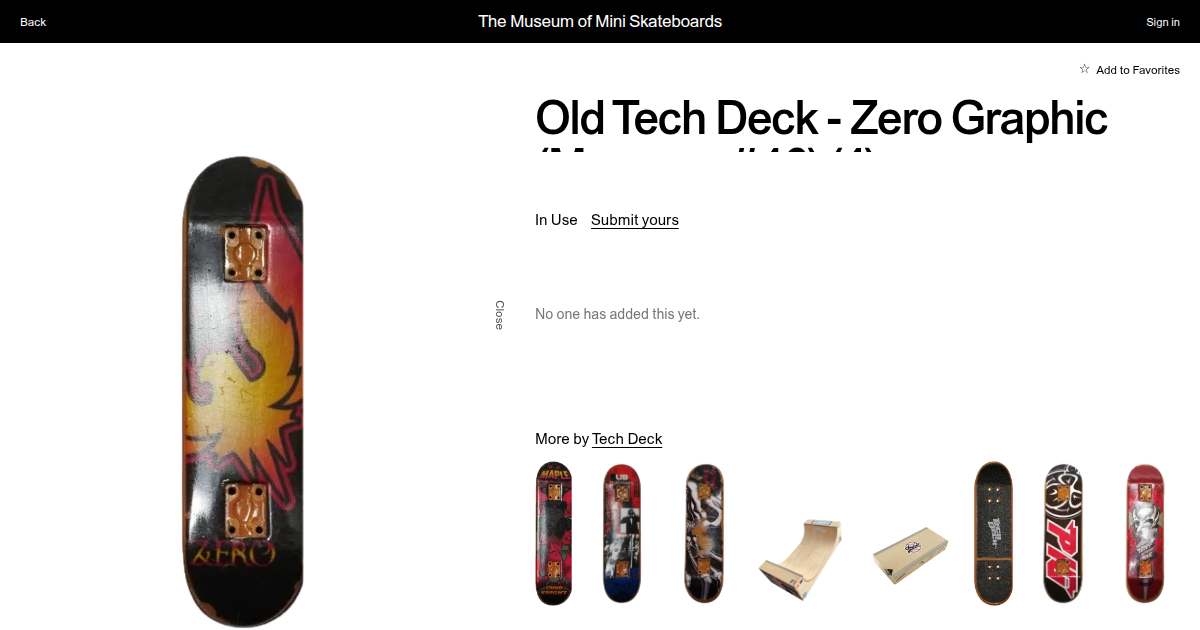 Back
The Museum of Mini Skateboards
Sign in
☆ Add to Favorites
Old Tech Deck - Zero Graphic
In Use
Submit yours
Close
No one has added this yet.
More by Tech Deck
ZERO
MAPLE